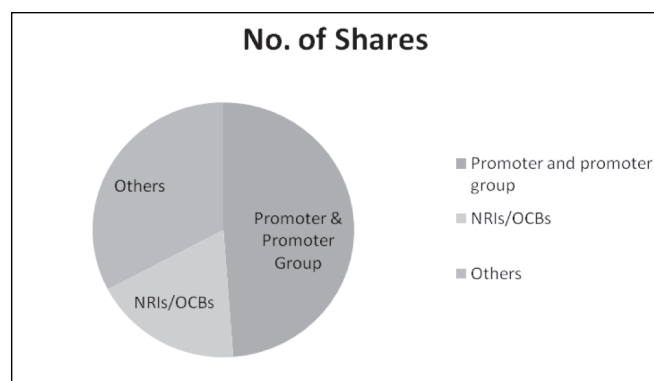 No. of Shares
Others
Promoter &
Promoter
Group
NRIs/OCBs
Promoter and promoter
group
NRIs/OCBs
Others